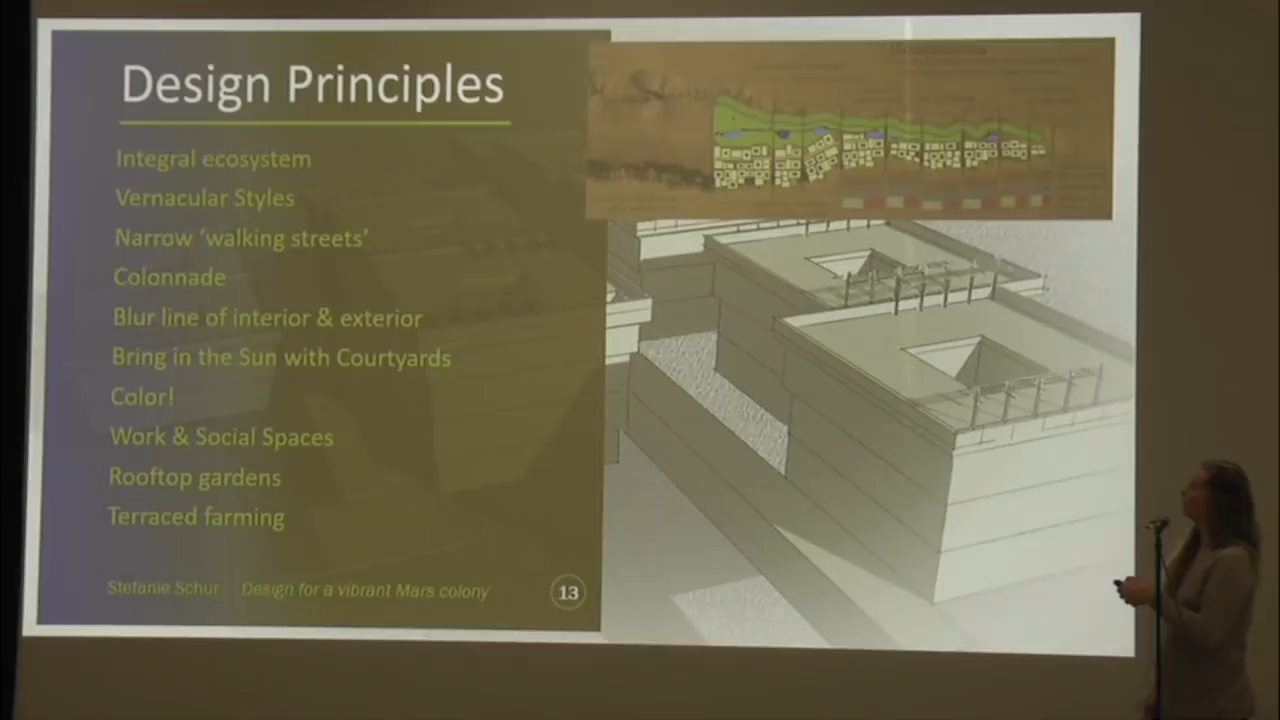 Design Principles
Integral ecosystem
Vernacular Styles
Narrow ‘walking streets’
Colonnade
Blur line of interior & exterior
Bring in the Sun with Courtyards
Color!
Work & Social Spaces
Rooftop gardens
Terraced farming
Stefanie Schur Design for a vibrant Mars colony 13